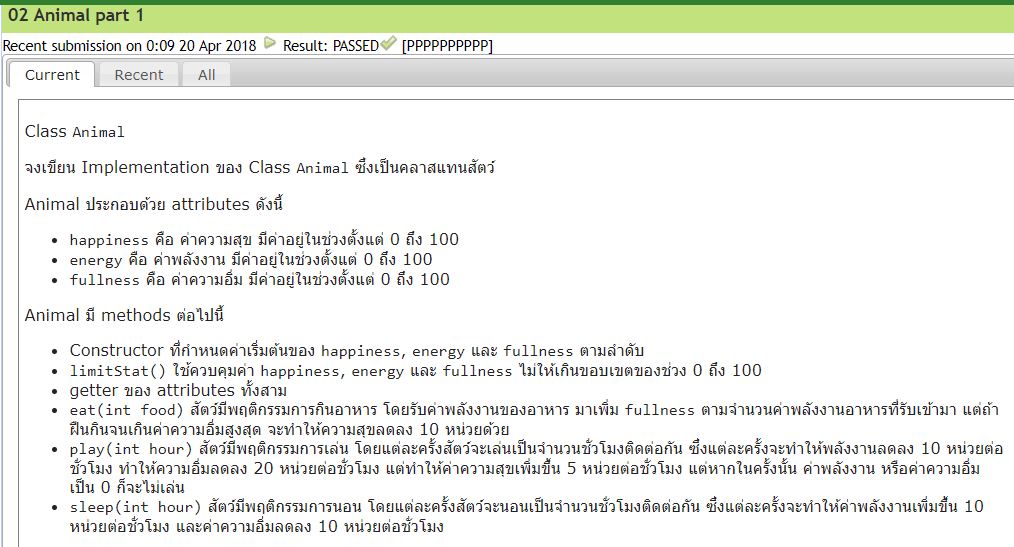 02 Animal part 1
Recent submission on 0:09 20 Apr 2018 Result: PASSED [PPPPPPPPPP]
Current Recent All
Class Animal
จงเขียน Implementation ของ Class Animal ซึ่งเป็นคลาสแทนสัตว์
Animal ประกอบด้วย attributes ดังนี้
• happiness คือ ค่าความสุข มีค่าอยู่ในช่วงตั้งแต่ 0 ถึง 100
• energy คือ ค่าพลังงาน มีค่าอยู่ในช่วงตั้งแต่ 0 ถึง 100
• fullness คือ ค่าความอิ่ม มีค่าอยู่ในช่วงตั้งแต่ 0 ถึง 100
Animal มี methods ต่อไปนี้
• Constructor ที่กำหนดค่าเริ่มต้นของ happiness, energy และ fullness ตามลำดับ
• limitStat() ใช้ควบคุมค่า happiness, energy และ fullness ไม่ให้เกินขอบเขตของช่วง 0 ถึง 100
• getter ของ attributes ทั้งสาม
• eat(int food) สัตว์มีพฤติกรรมการกินอาหาร โดยรับค่าพลังงานของอาหาร มาเพิ่ม fullness ตามจำนวนค่าพลังงานอาหารที่รับเข้ามา แต่ถ้า
ฝืนกินจนเกินค่าความอิ่มสูงสุด จะทำให้ความสุขลดลง 10 หน่วยด้วย
• play(int hour) สัตว์มีพฤติกรรมการเล่น โดยแต่ละครั้งสัตว์จะเล่นเป็นจำนวนชั่วโมงติดต่อกัน ซึ่งแต่ละครั้งจะทำให้พลังงานลดลง 10 หน่วยต่อ
ชั่วโมง ทำให้ความอิ่มลดลง 20 หน่วยต่อชั่วโมง แต่ทำให้ค่าความสุขเพิ่มขึ้น 5 หน่วยต่อชั่วโมง แต่หากในครั้งนั้น ค่าพลังงาน หรือค่าความอิ่ม
เป็น 0 ก็จะไม่เล่น
• sleep(int hour) สัตว์มีพฤติกรรมการนอน โดยแต่ละครั้งสัตว์จะนอนเป็นจำนวนชั่วโมงติดต่อกัน ซึ่งแต่ละครั้งจะทำให้ค่าพลังงานเพิ่มขึ้น 10
หน่วยต่อชั่วโมง และค่าความอิ่มลดลง 10 หน่วยต่อชั่วโมง